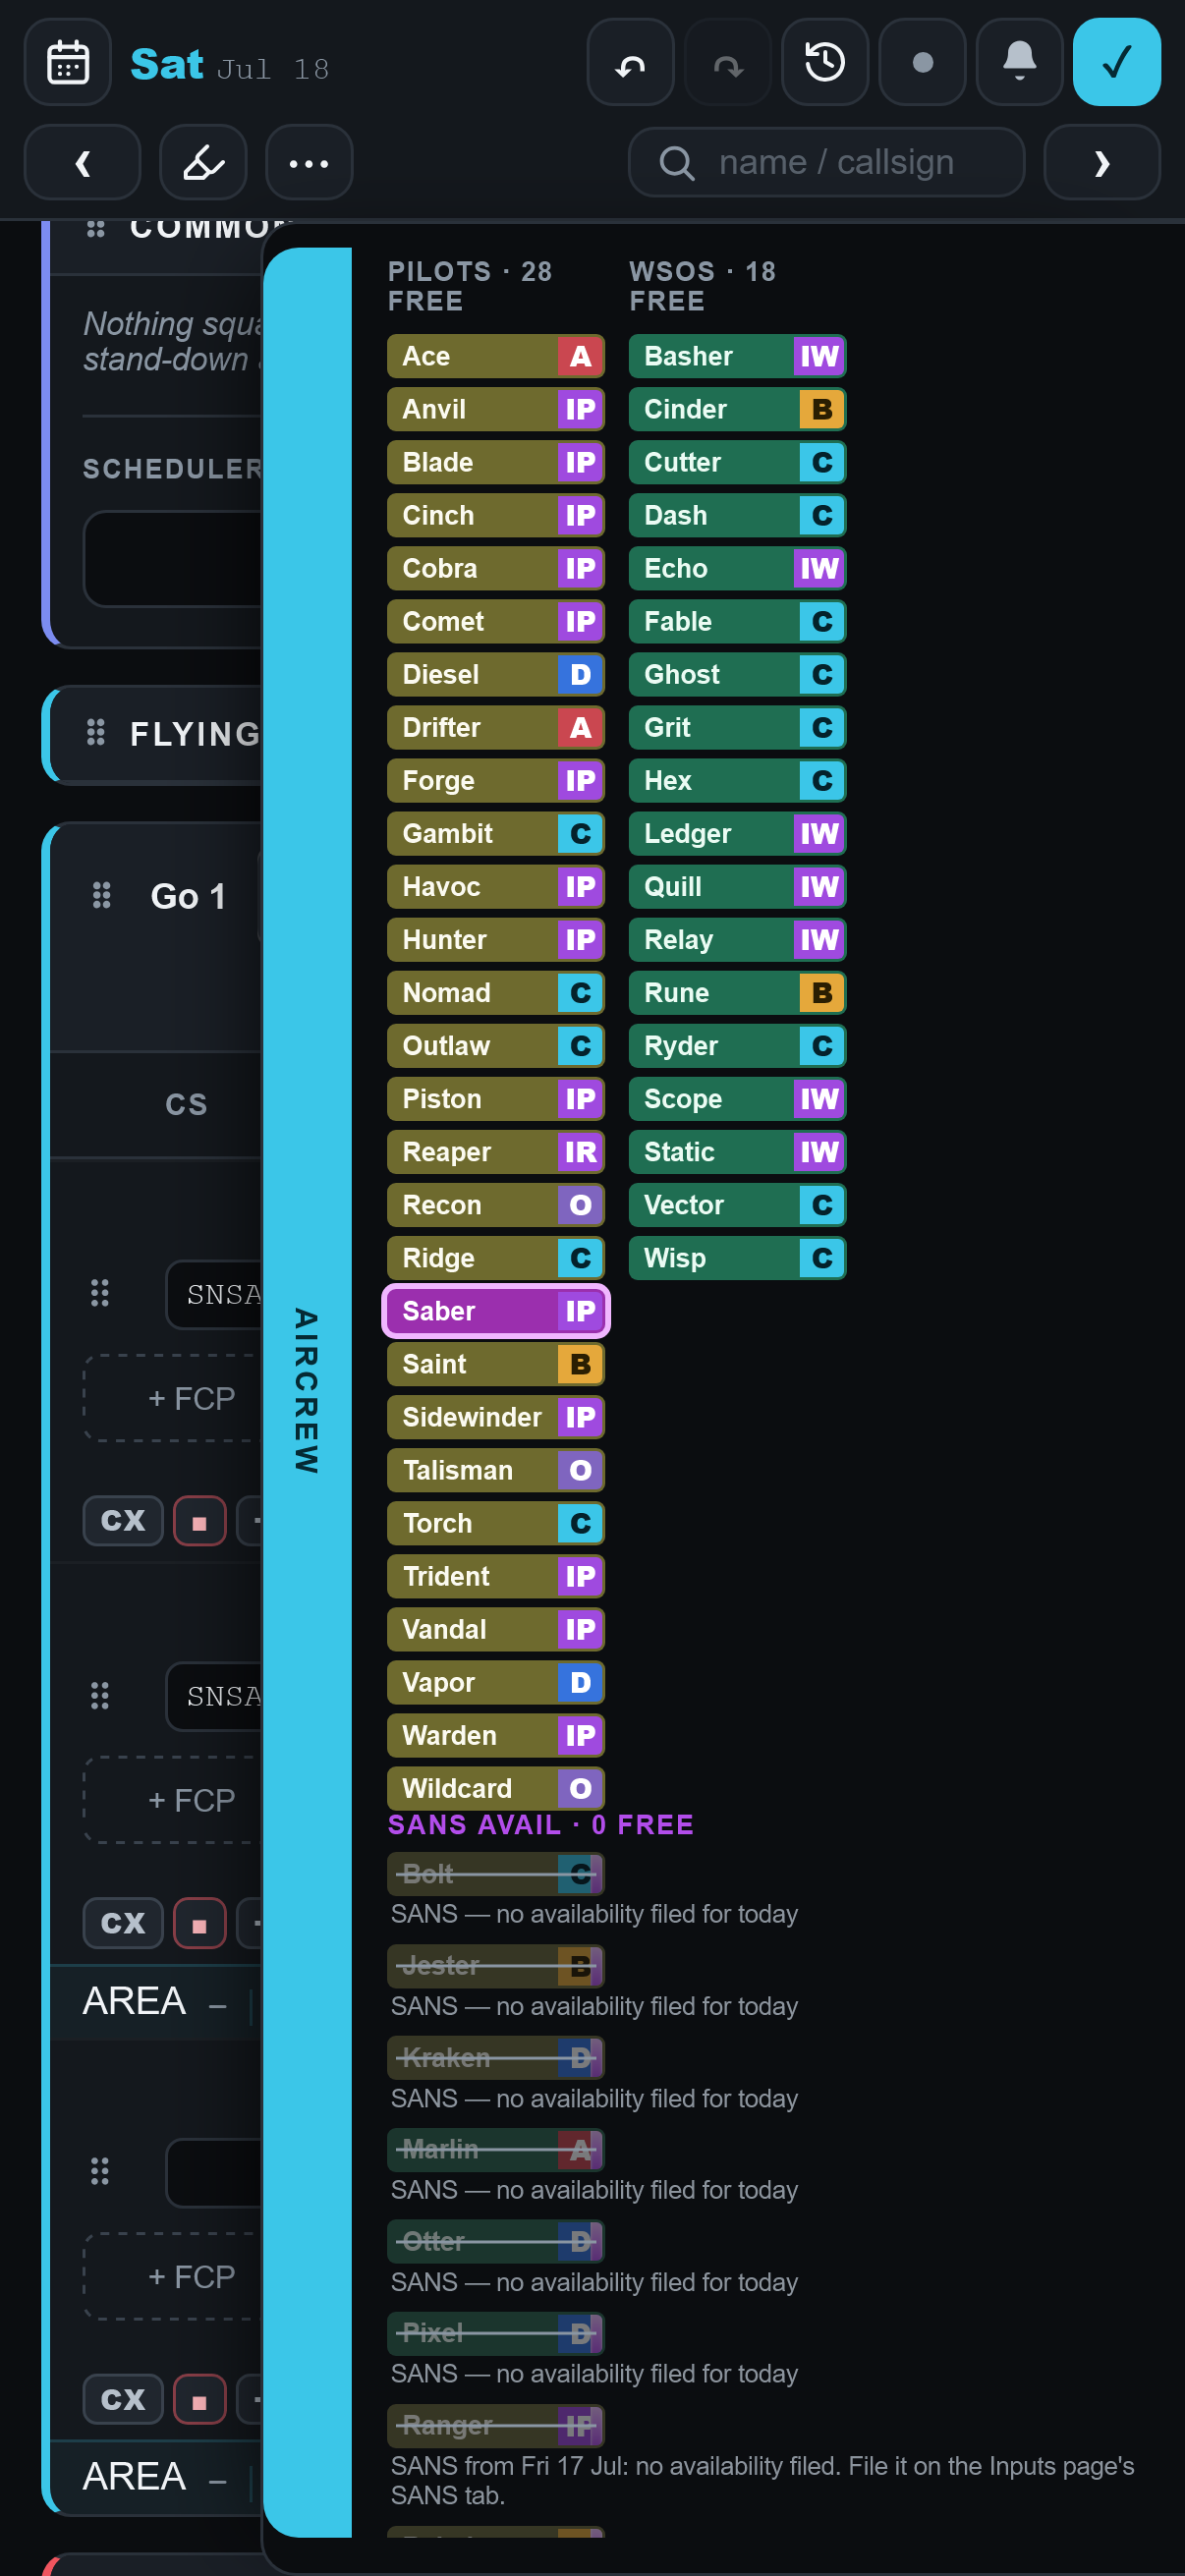 Sat Jul 18
name / callsign
COMMON
Nothing squa
stand-down
SCHEDULER
FLYING
Go 1
CS
SNSA
+ FCP
CX
SNSA
+ FCP
CX
AREA –
+ FCP
CX
AREA –
AIRCREW
PILOTS · 28 FREE
Ace A
Anvil IP
Blade IP
Cinch IP
Cobra IP
Comet IP
Diesel D
Drifter A
Forge IP
Gambit C
Havoc IP
Hunter IP
Nomad C
Outlaw C
Piston IP
Reaper IR
Recon O
Ridge C
Saber IP
Saint B
Sidewinder IP
Talisman O
Torch C
Trident IP
Vandal IP
Vapor D
Warden IP
Wildcard O
WSOS · 18 FREE
Basher IW
Cinder B
Cutter C
Dash C
Echo IW
Fable C
Ghost C
Grit C
Hex C
Ledger IW
Quill IW
Relay IW
Rune B
Ryder C
Scope IW
Static IW
Vector C
Wisp C
SANS AVAIL · 0 FREE
Bolt C
SANS — no availability filed for today
Jester B
SANS — no availability filed for today
Kraken D
SANS — no availability filed for today
Marlin A
SANS — no availability filed for today
Otter D
SANS — no availability filed for today
Pixel D
SANS — no availability filed for today
Ranger IP
SANS from Fri 17 Jul: no availability filed. File it on the Inputs page's
SANS tab.